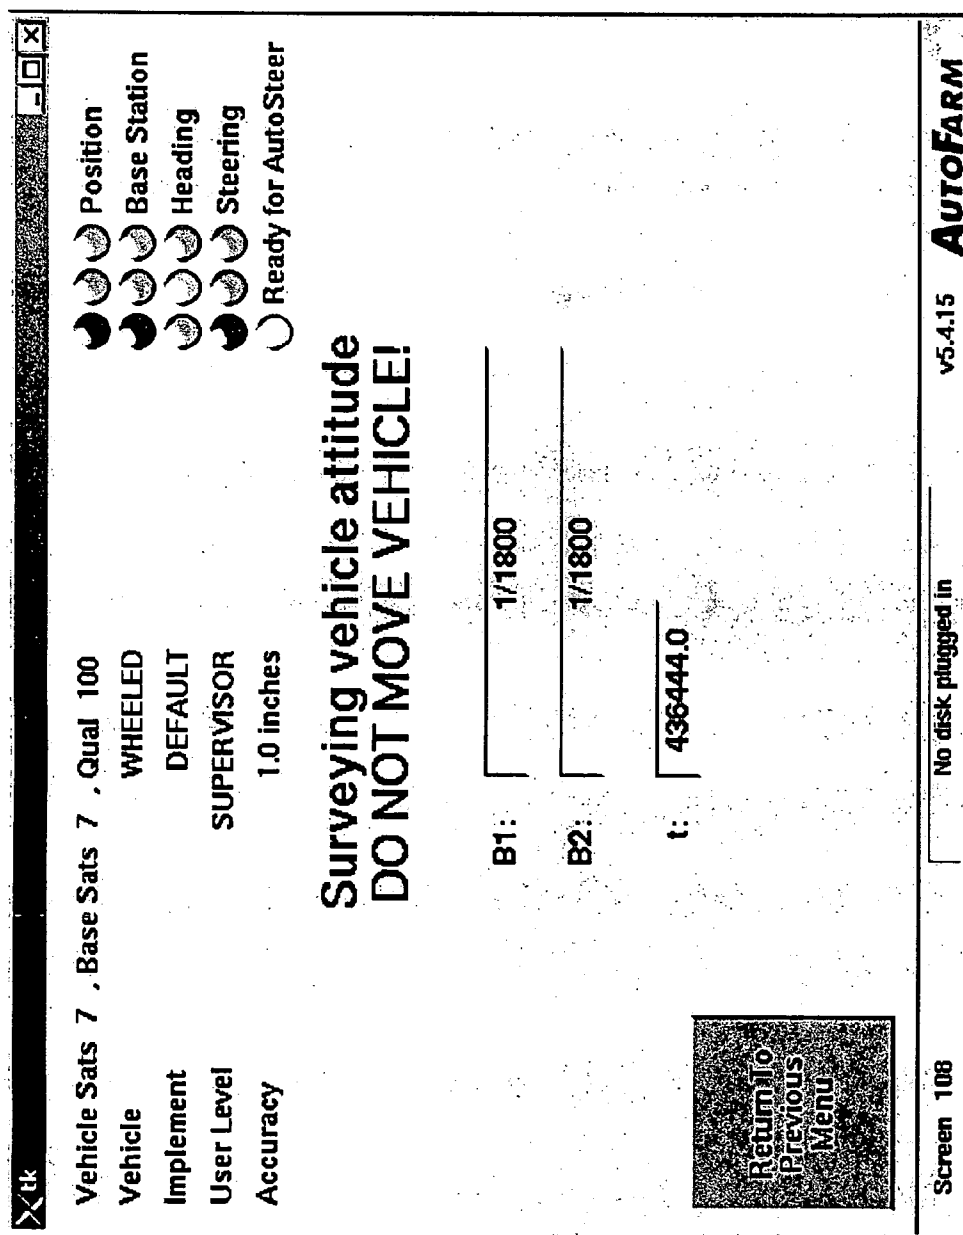 tk
Vehicle Sats 7 , Base Sats 7 , Qual 100
Position
Vehicle WHEELED
Base Station
Implement DEFAULT
Heading
User Level SUPERVISOR
Steering
Accuracy 1.0 inches
Ready for AutoSteer
Surveying vehicle attitude
DO NOT MOVE VEHICLE!
B1: 1/1800
B2: 1/1800
t: 436444.0
Return To
Previous
Menu
Screen 108
No disk plugged in
v5.4.15
AUTOFARM